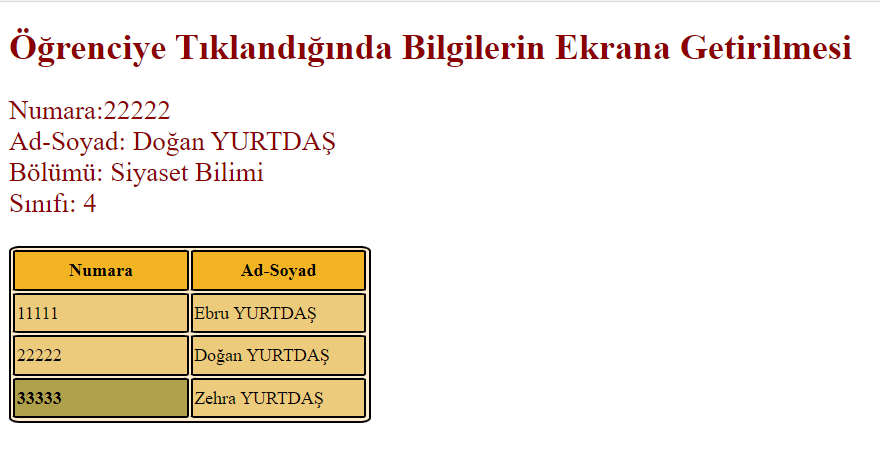 Öğrenciye Tıklandığında Bilgilerin Ekrana Getirilmesi
Numara:22222
Ad-Soyad: Doğan YURTDAŞ
Bölümü: Siyaset Bilimi
Sınıfı: 4
Numara Ad-Soyad
11111 Ebru YURTDAŞ
22222 Doğan YURTDAŞ
33333 Zehra YURTDAŞ